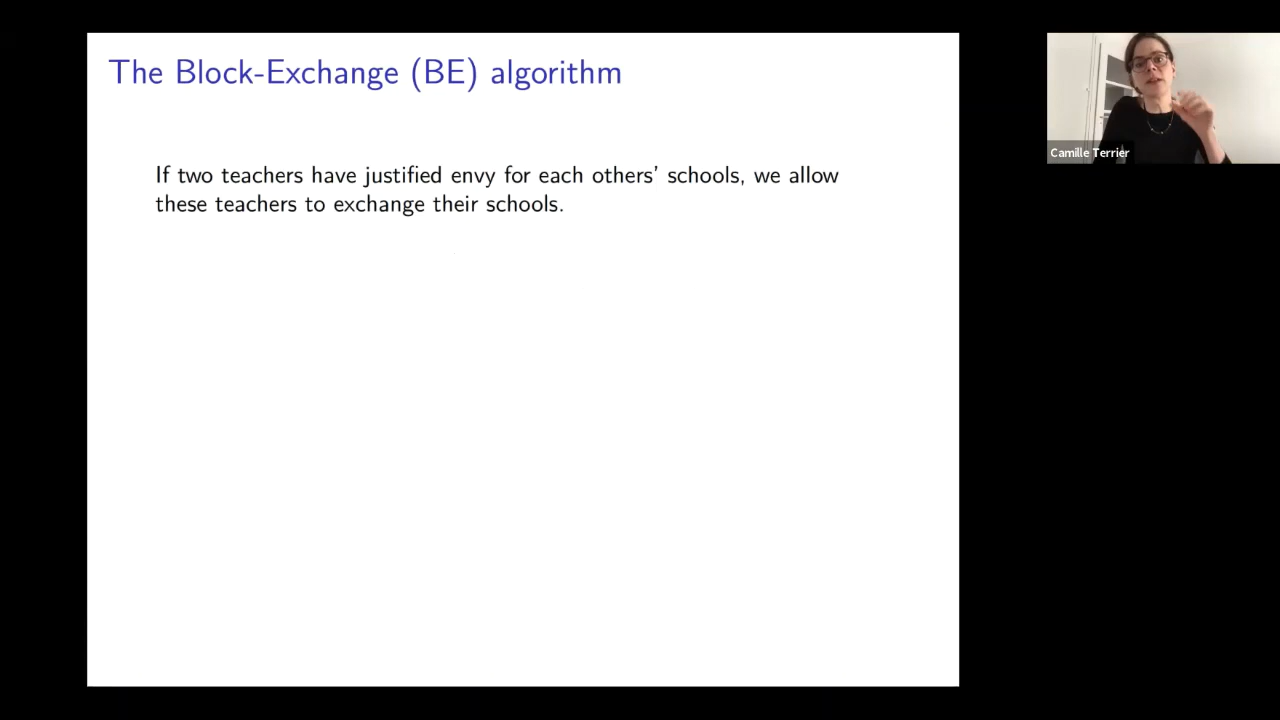 The Block-Exchange (BE) algorithm
If two teachers have justified envy for each others' schools, we allow
these teachers to exchange their schools.
Camille Terrier